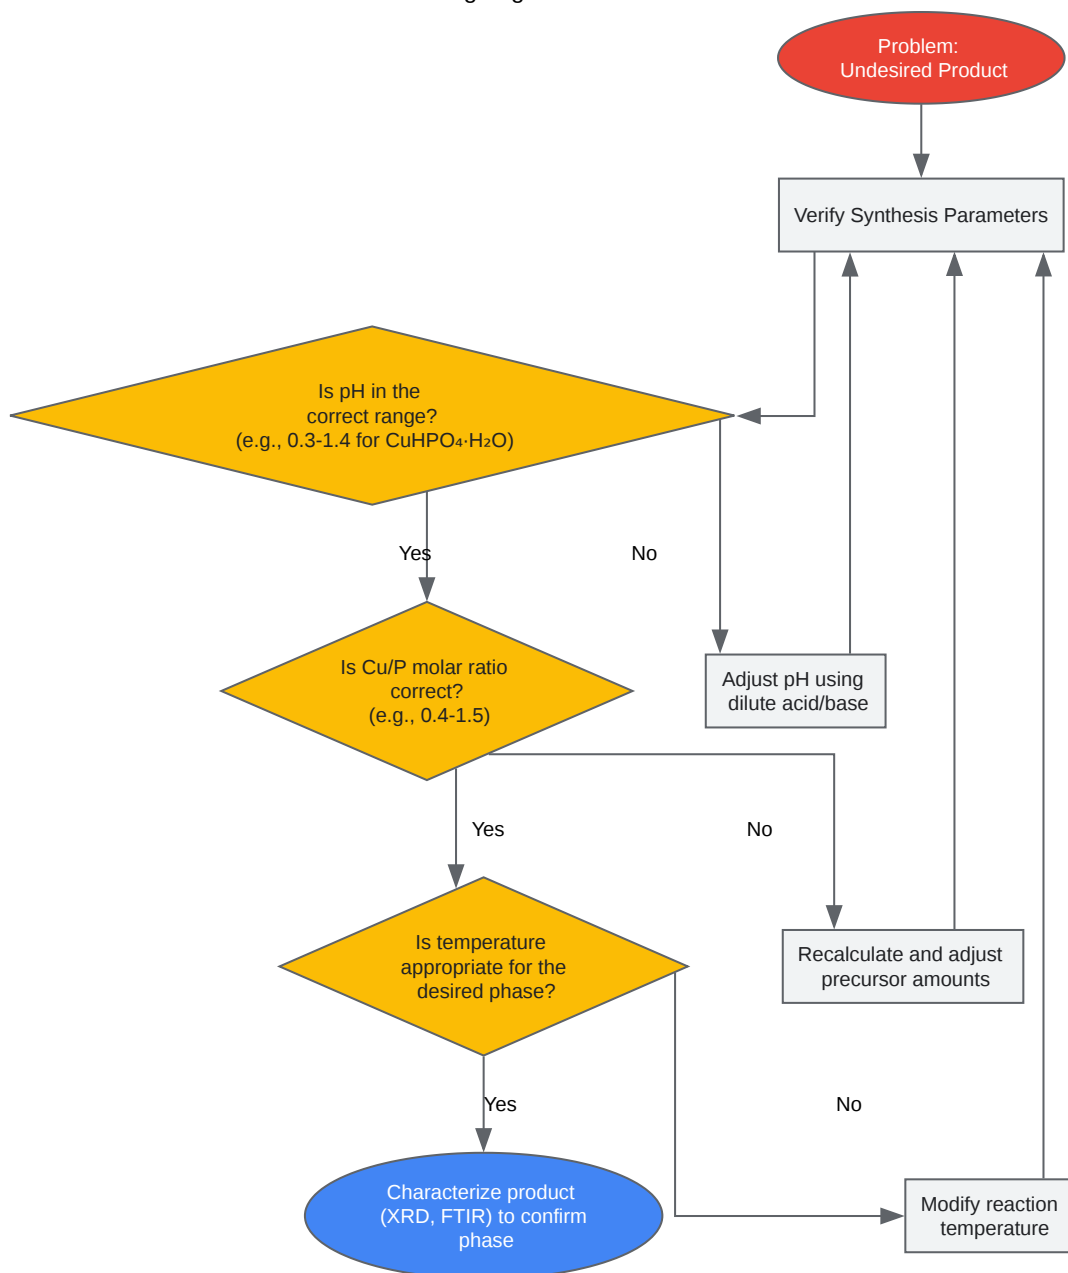 Problem:
Undesired Product
Verify Synthesis Parameters
Is pH in the
correct range?
(e.g., 0.3-1.4 for CuHPO₄·H₂O)
Yes
No
Is Cu/P molar ratio
correct?
(e.g., 0.4-1.5)
Adjust pH using
dilute acid/base
Yes
No
Is temperature
appropriate for the
desired phase?
Recalculate and adjust
precursor amounts
Yes
No
Characterize product
(XRD, FTIR) to confirm
phase
Modify reaction
temperature